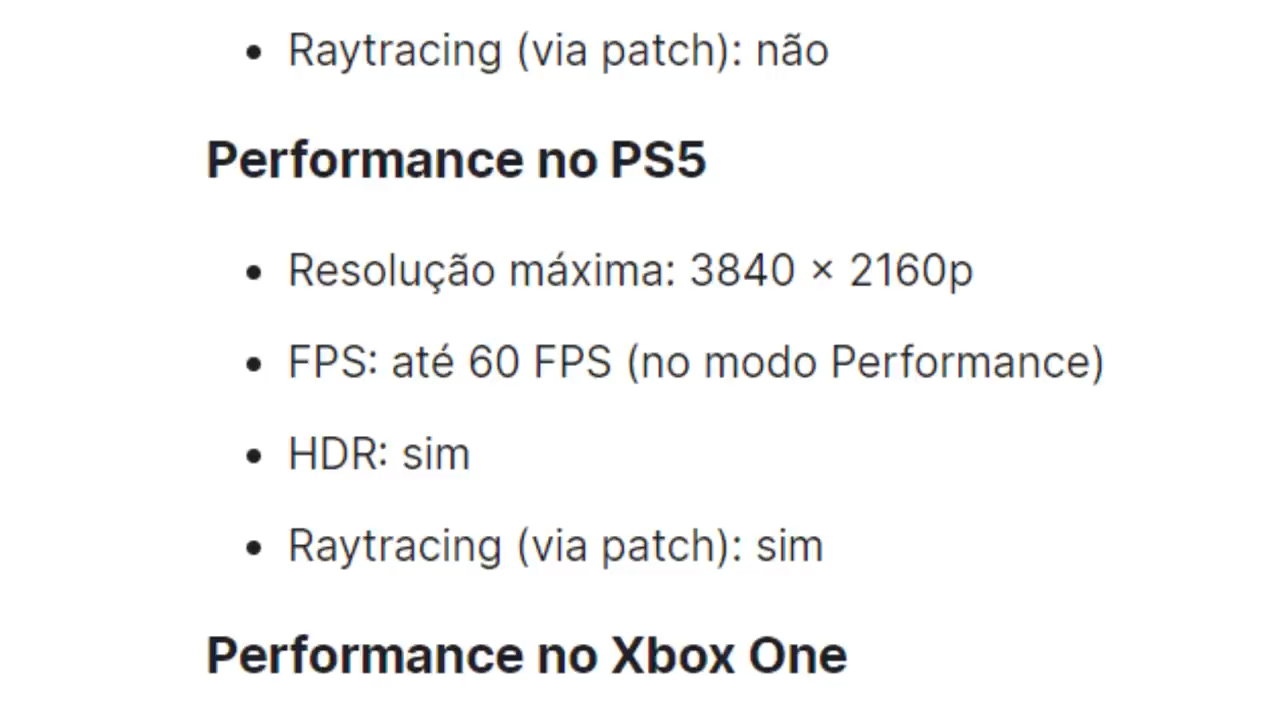 • Raytracing (via patch): não
Performance no PS5
• Resolução máxima: 3840 × 2160p
• FPS: até 60 FPS (no modo Performance)
• HDR: sim
• Raytracing (via patch): sim
Performance no Xbox One